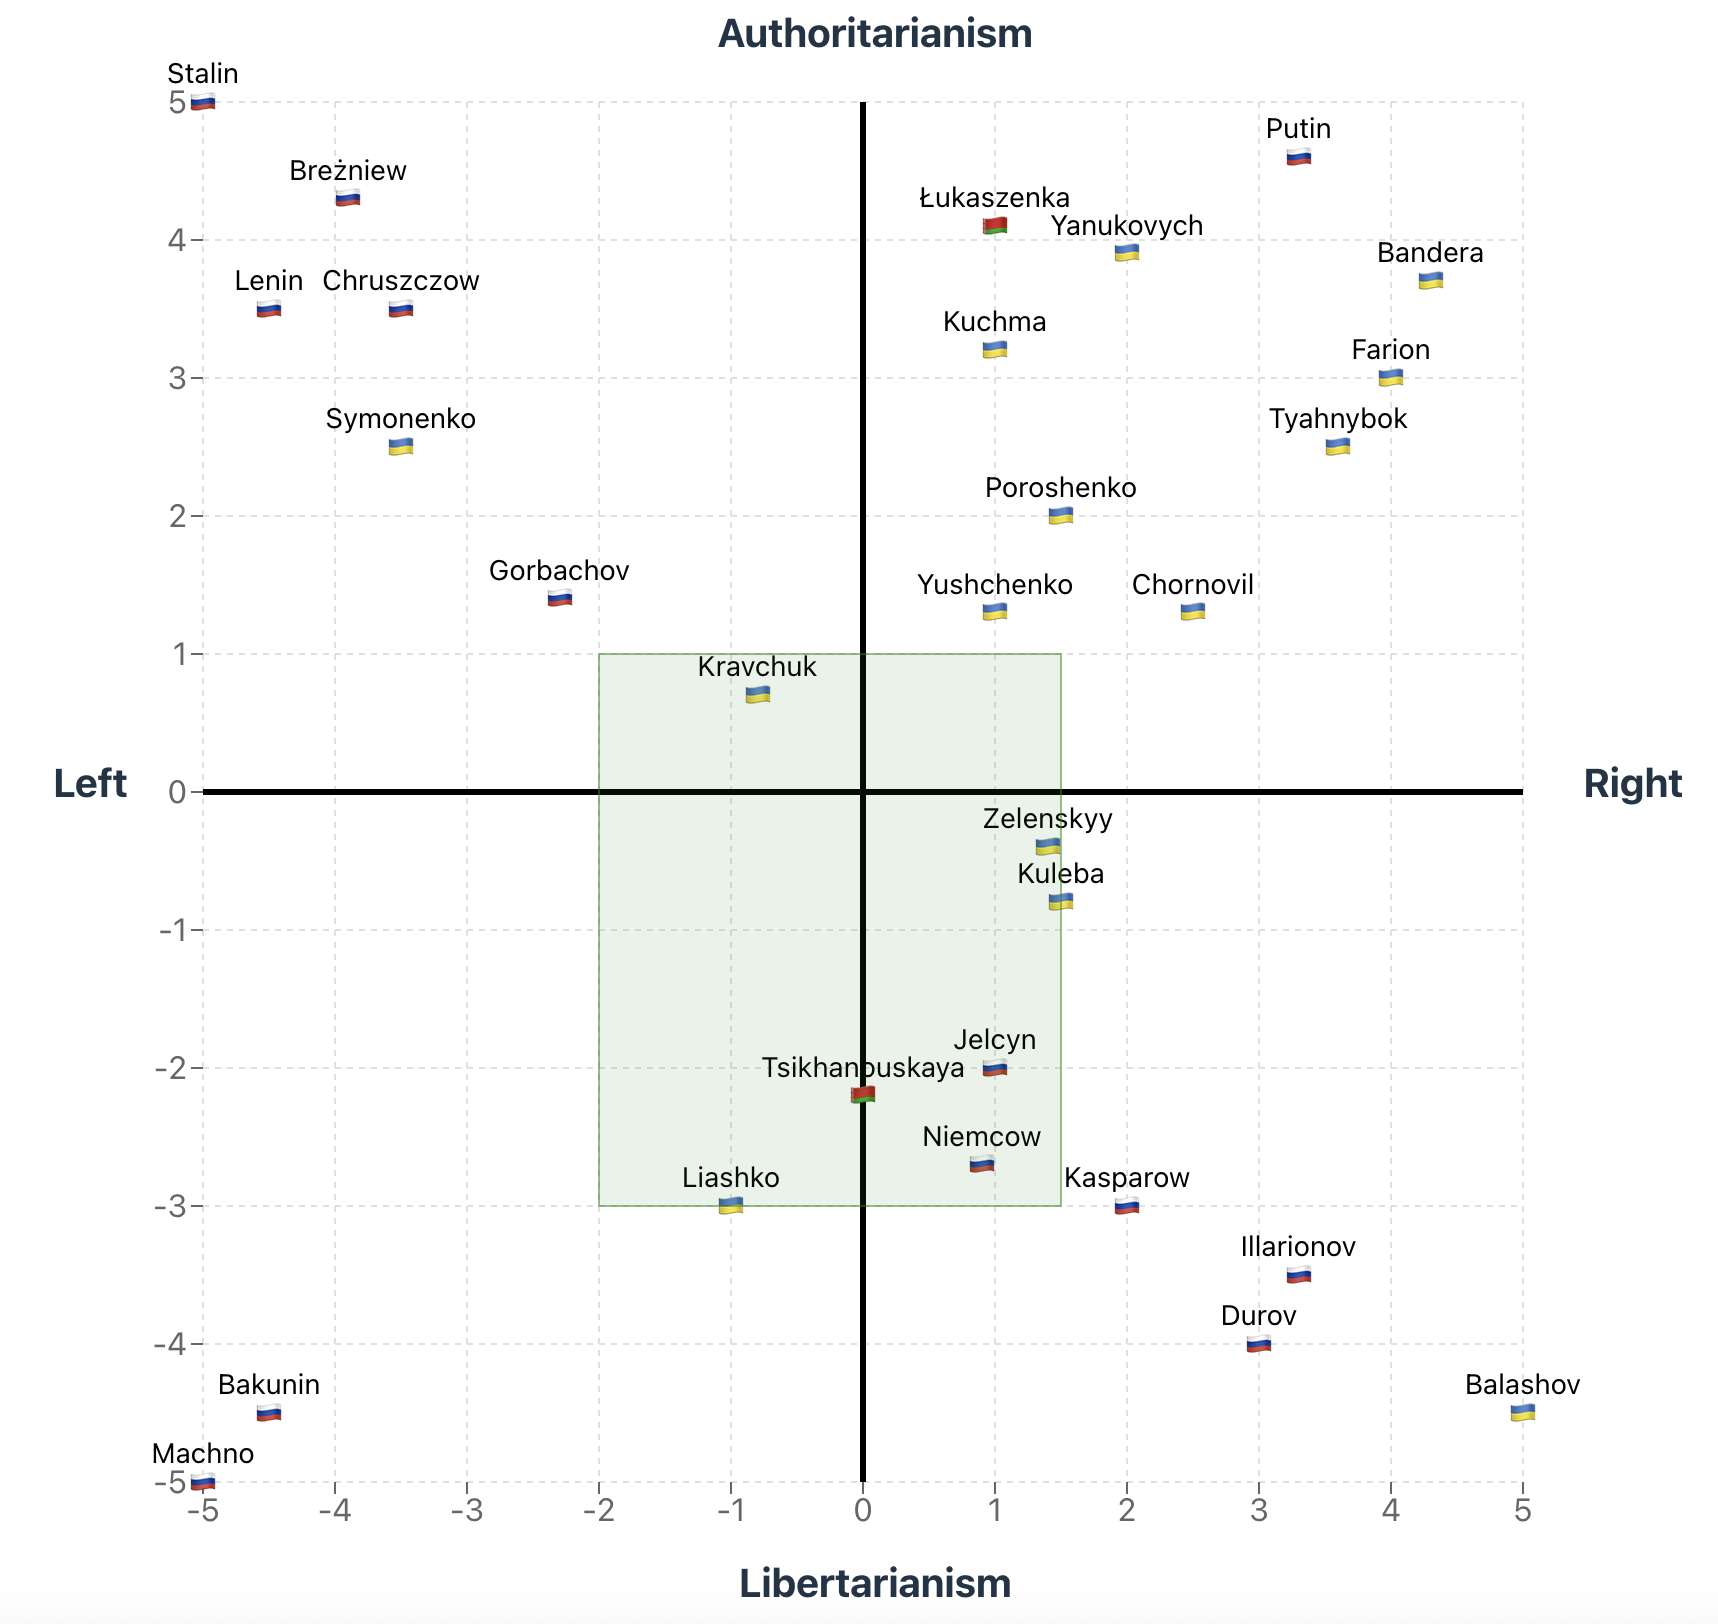 Authoritarianism
Stalin
5
Putin
Breżniew
Łukaszenka
Yanukovych
4
Bandera
Lenin
Chruszczow
Kuchma
Farion
3
Symonenko
Tyahnybok
Poroshenko
2
Gorbachov
Yushchenko
Chornovil
1
Kravchuk
Left
0
Right
Zelenskyy
Kuleba
-1
Jelcyn
-2
Tsikhanouskaya
Niemcow
Liashko
Kasparow
-3
Illarionov
Durov
-4
Bakunin
Balashov
Machno
-5
-5 -4 -3 -2 -1 0 1 2 3 4 5
Libertarianism